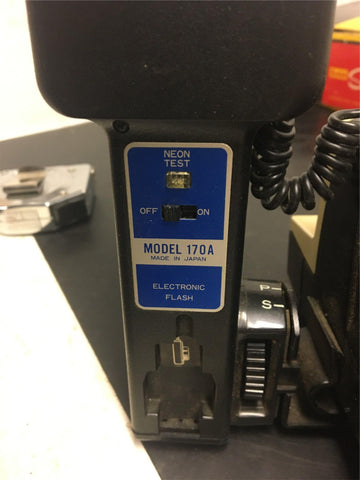 NEON
TEST
OFF ON
MODEL 170A
MADE IN JAPAN
ELECTRONIC
FLASH
P
S